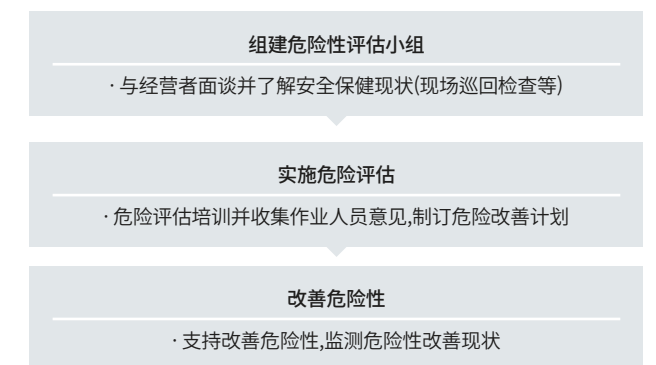 组建危险性评估小组
· 与经营者面谈并了解安全保健现状(现场巡回检查等)
实施危险评估
· 危险评估培训并收集作业人员意见,制订危险改善计划
改善危险性
· 支持改善危险性,监测危险性改善现状